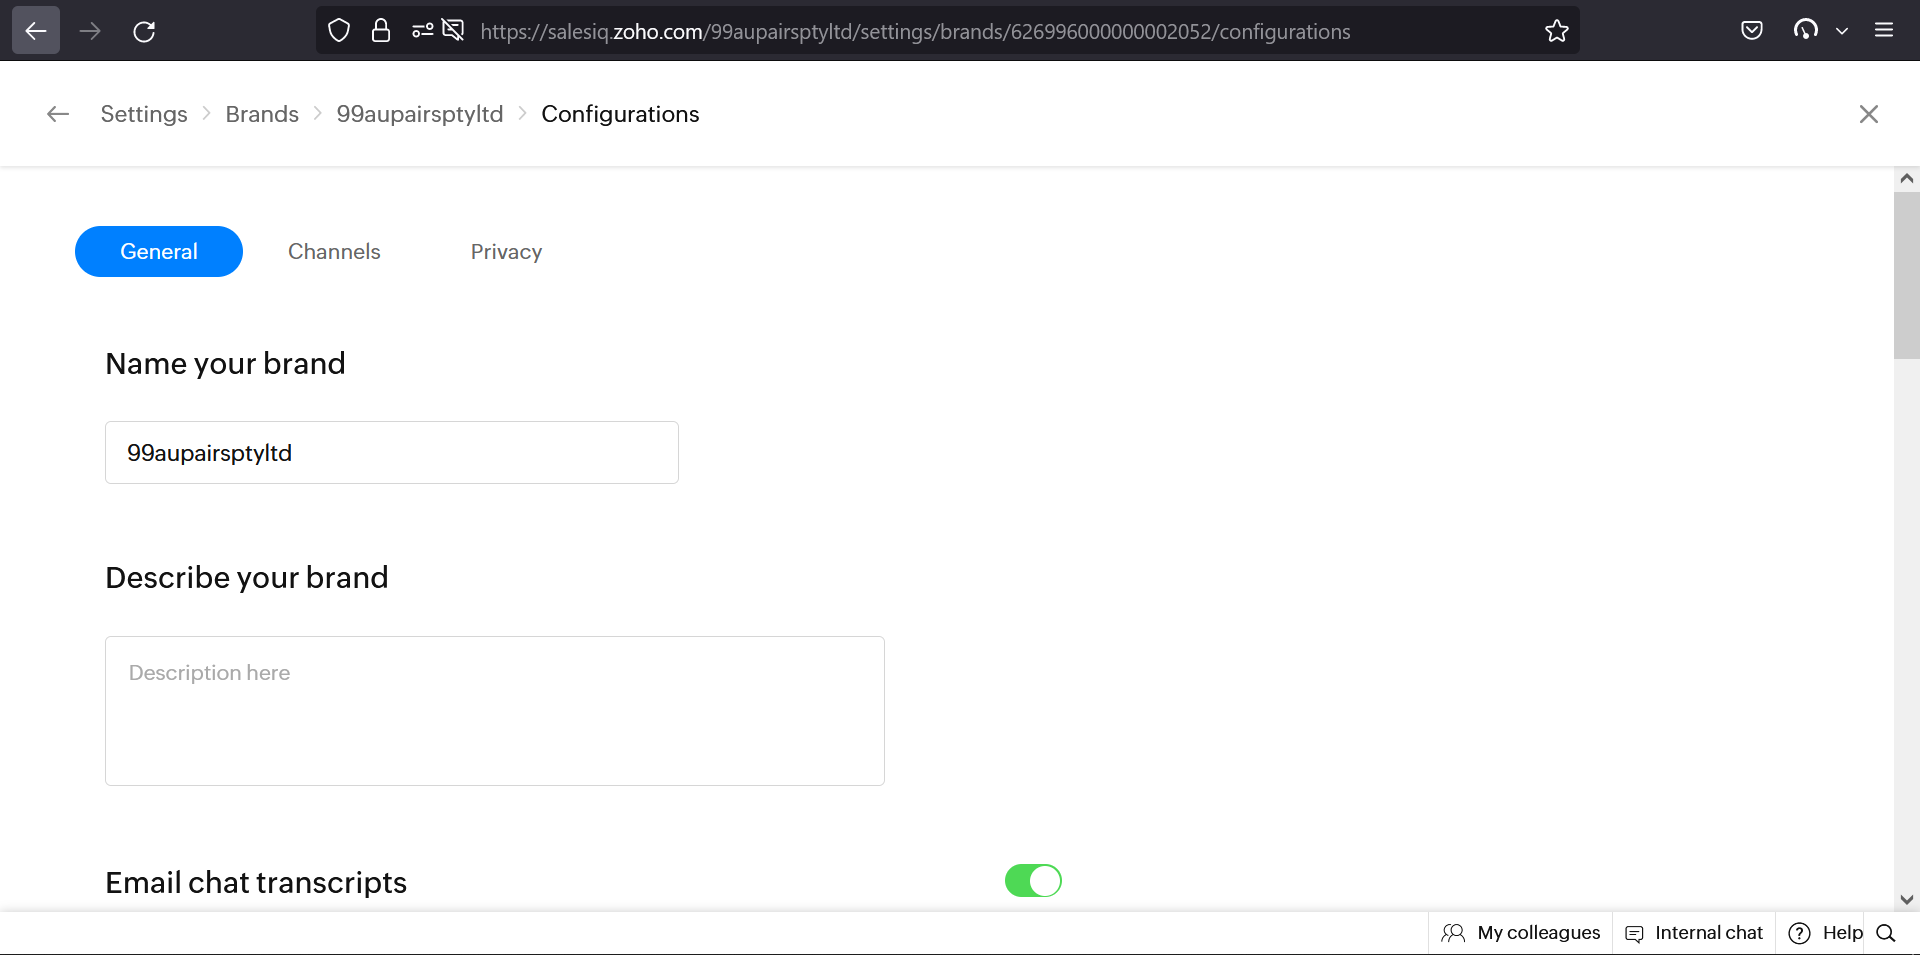 https://salesiq.zoho.com/99aupairsptyltd/settings/brands/626996000000002052/configurations
Settings > Brands > 99aupairsptyltd > Configurations
General Channels Privacy
Name your brand
99aupairsptyltd
Describe your brand
Description here
Email chat transcripts
My colleagues Internal chat Help